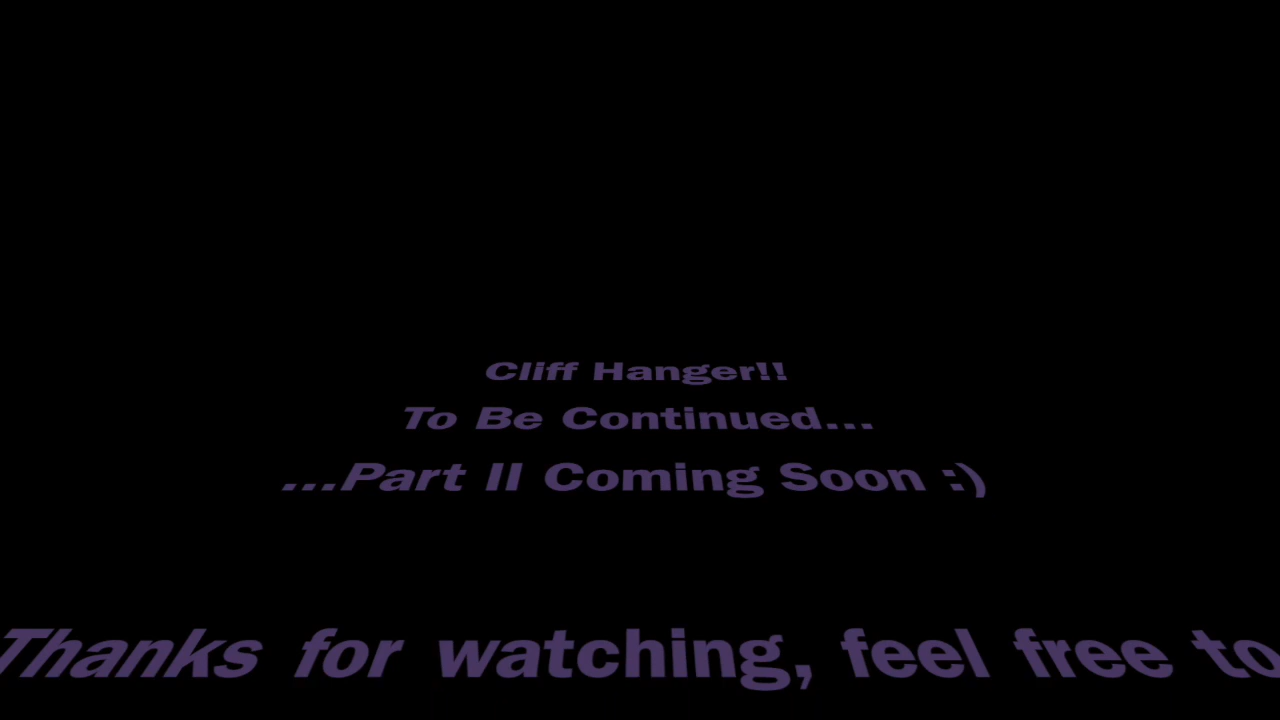 Cliff Hanger!!
To Be Continued...
...Part II Coming Soon :)
Thanks for watching, feel free to